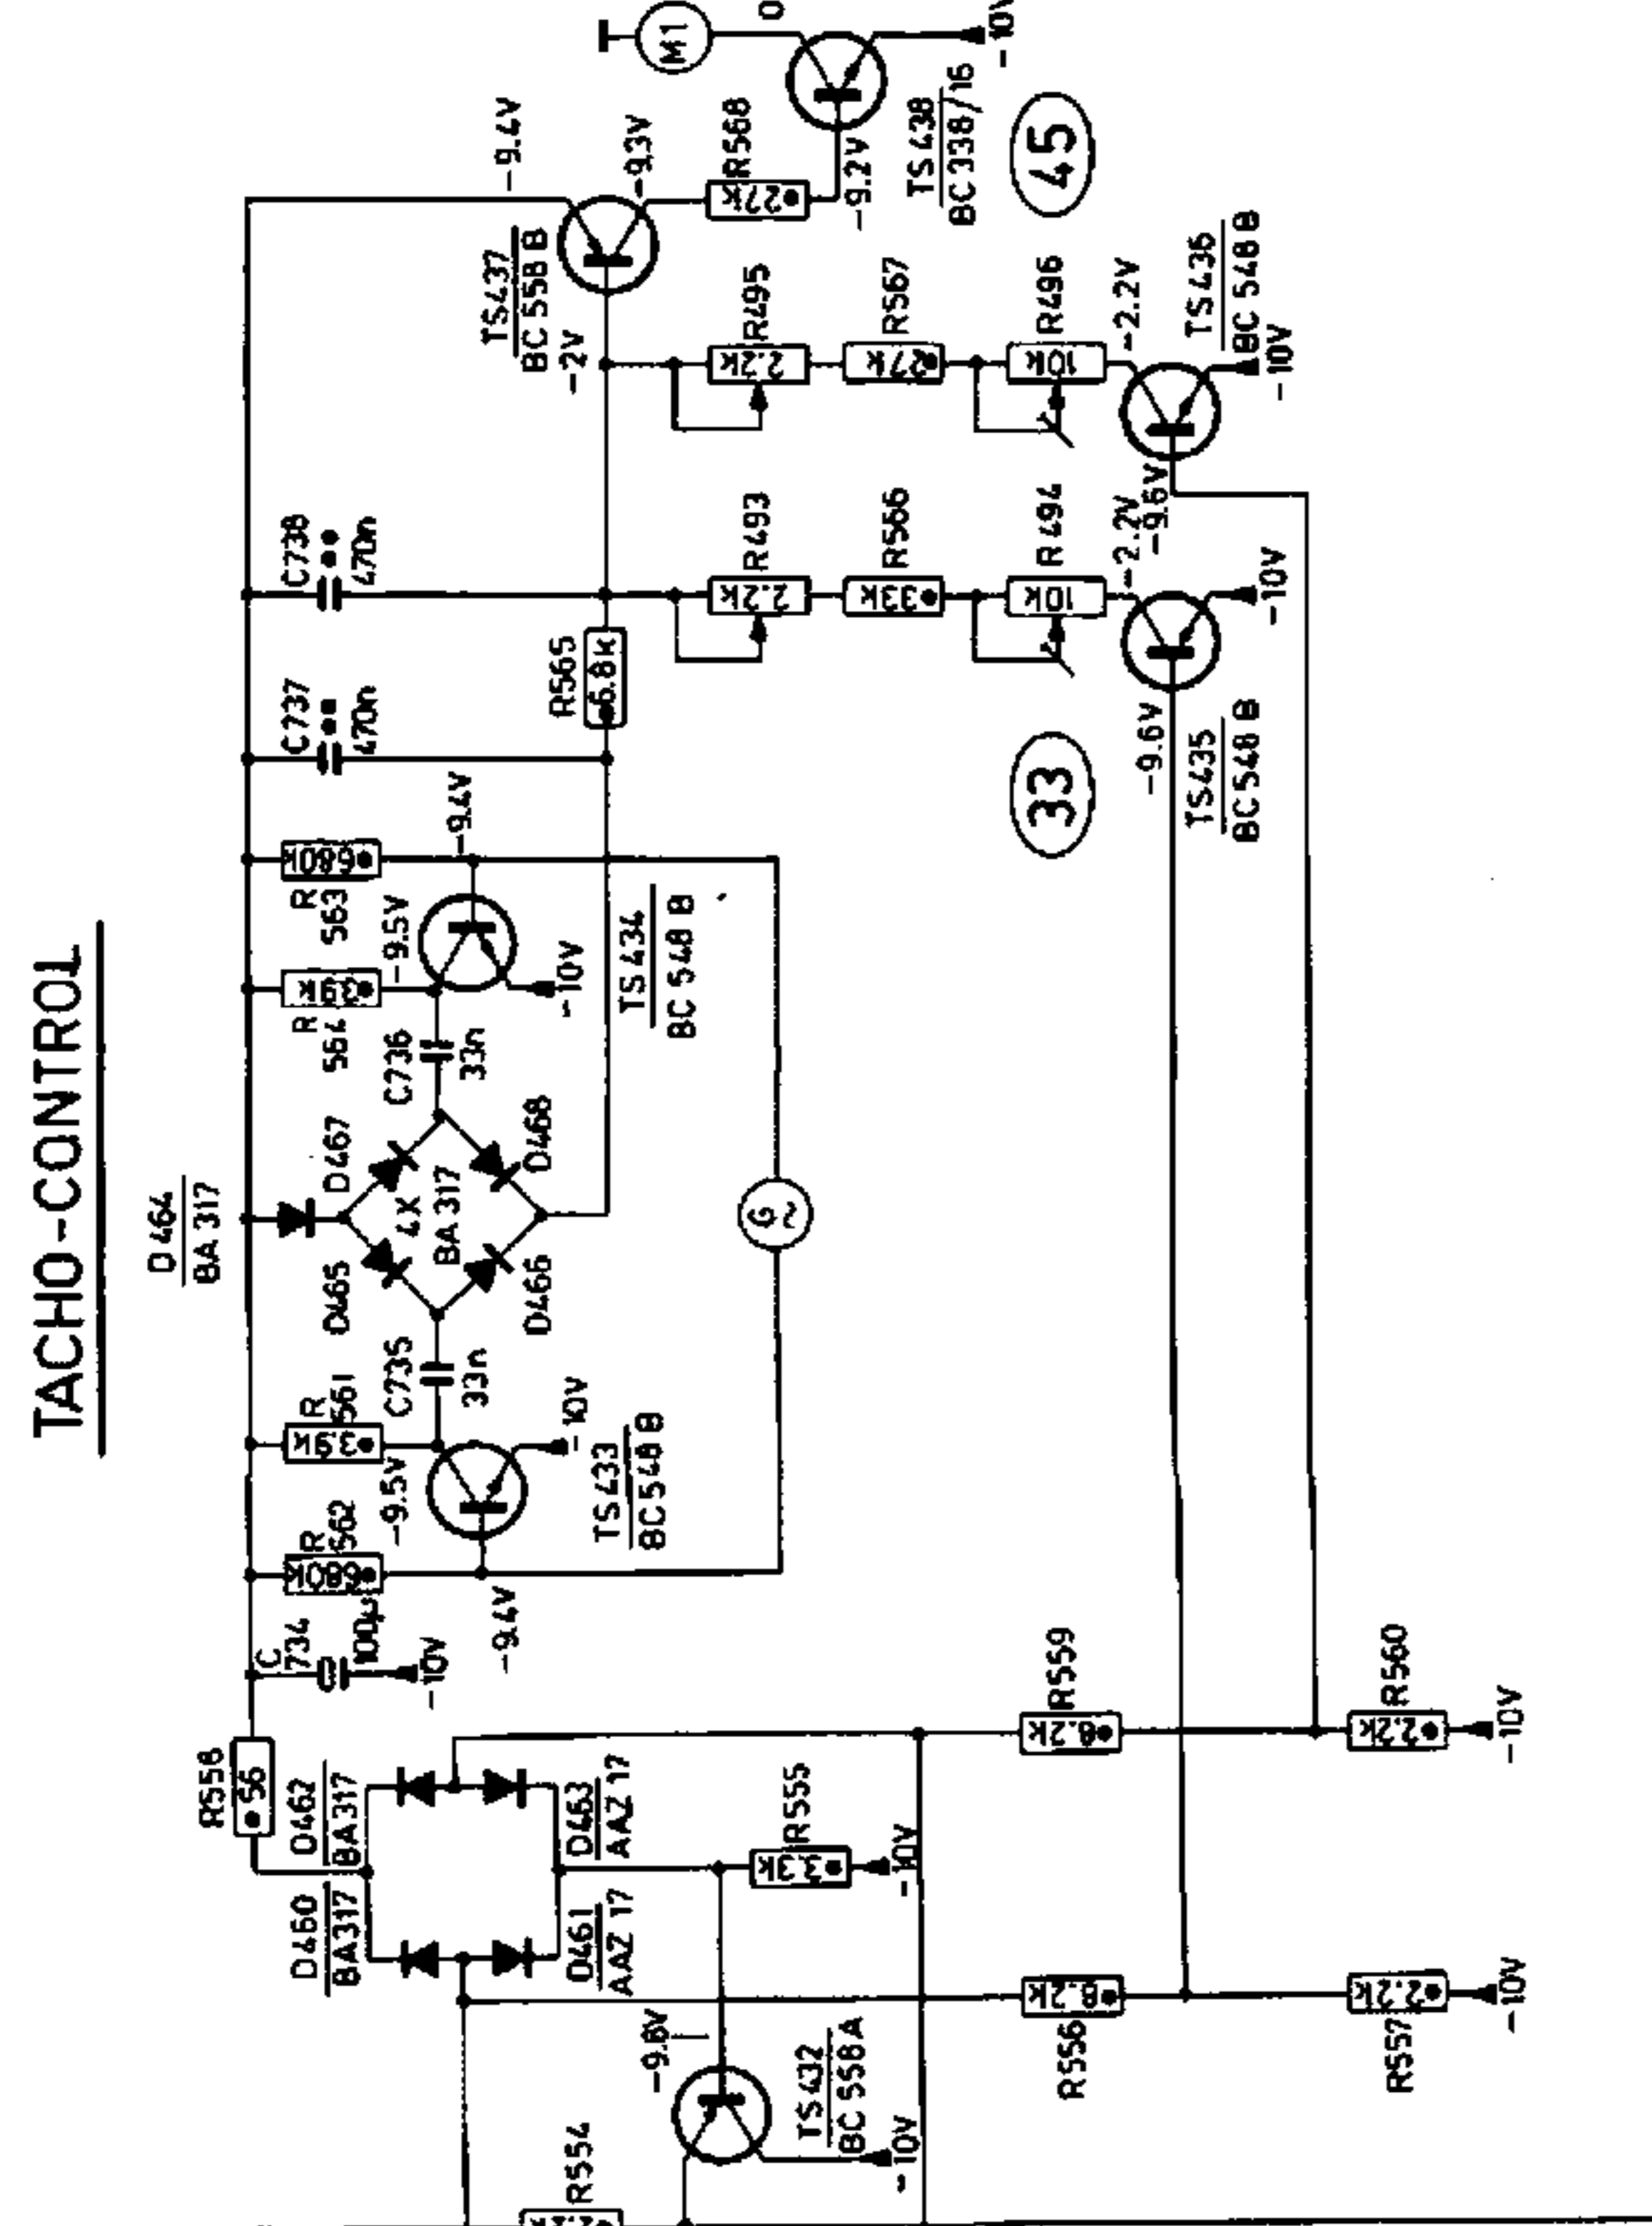 TACHO-CONTROL
M1
O
-10V
TS438
BC338/16
45
-9.4V
-9.3V
R568
27k
-9.2V
TS437
BC558B
-2V
R495
2.2k
R567
27k
R496
10k
-2.2V
TS436
BC548B
-10V
-9.6V
C738
470n
R493
2.2k
R566
33k
R494
10k
-2.2V
-10V
R565
6.8k
C737
470n
33
-9.6V
TS435
BC548B
-9.4V
680k
R
563
-9.5V
R
564
-10V
TS434
BC548B
C736
33n
D464
BA317
D467
D468
4X
BA317
D465
D466
G2
C735
33n
R
561
3.9k
-9.5V
-10V
TS433
BC548B
R
562
680k
-9.4V
C
734
100µ
-10V
R558
56
D462
BA317
D463
AAZ17
D460
BA317
D461
AAZ17
R555
3.3k
-10V
R559
8.2k
R560
2.2k
-10V
R556
8.2k
R557
2.2k
-10V
TS432
BC558A
-10V
R554